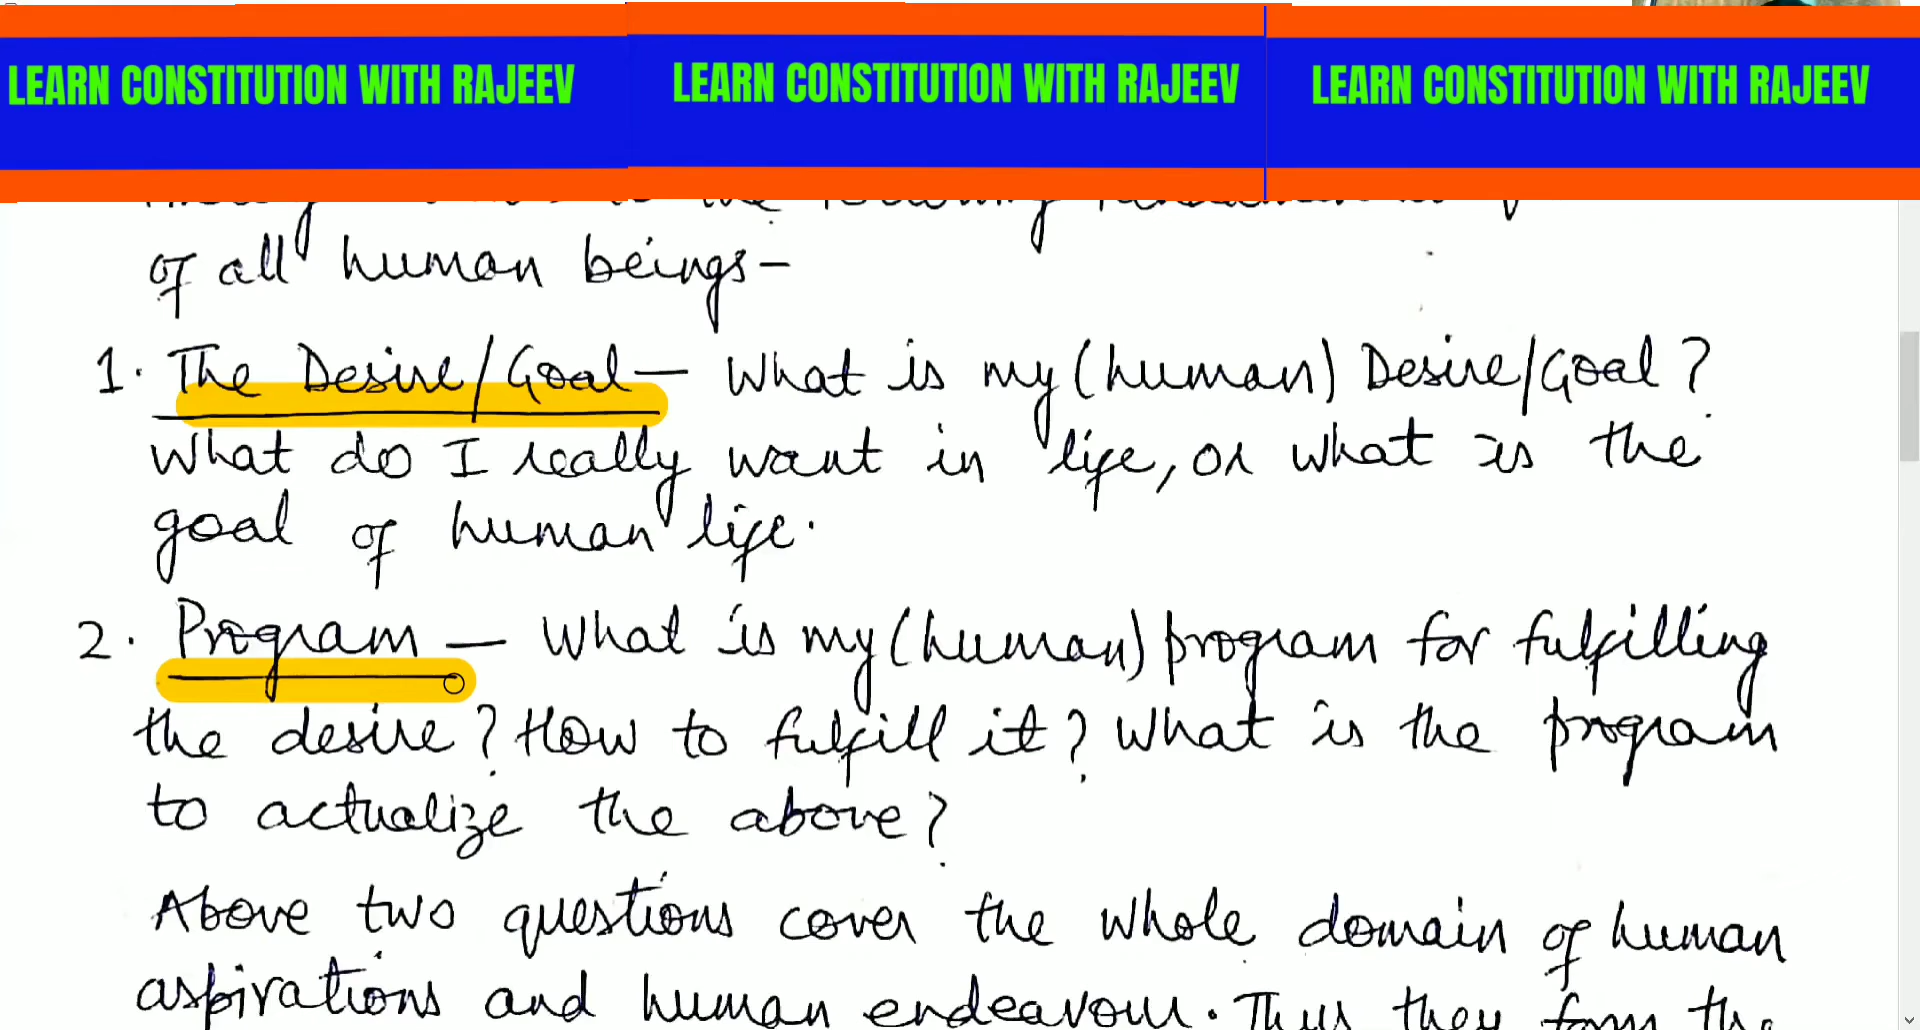 LEARN CONSTITUTION WITH RAJEEV LEARN CONSTITUTION WITH RAJEEV LEARN CONSTITUTION WITH RAJEEV
the
of all human beings-
1. The Desire/Goal - What is my (human) Desire/Goal?
What do I really want in life, or what is the
goal of human life.
2. Program - What is my (human) program for fulfilling
the desire? How to fulfill it? What is the program
to actualize the above?
Above two questions cover the whole domain of human
aspirations and human endeavour. Thus they form the